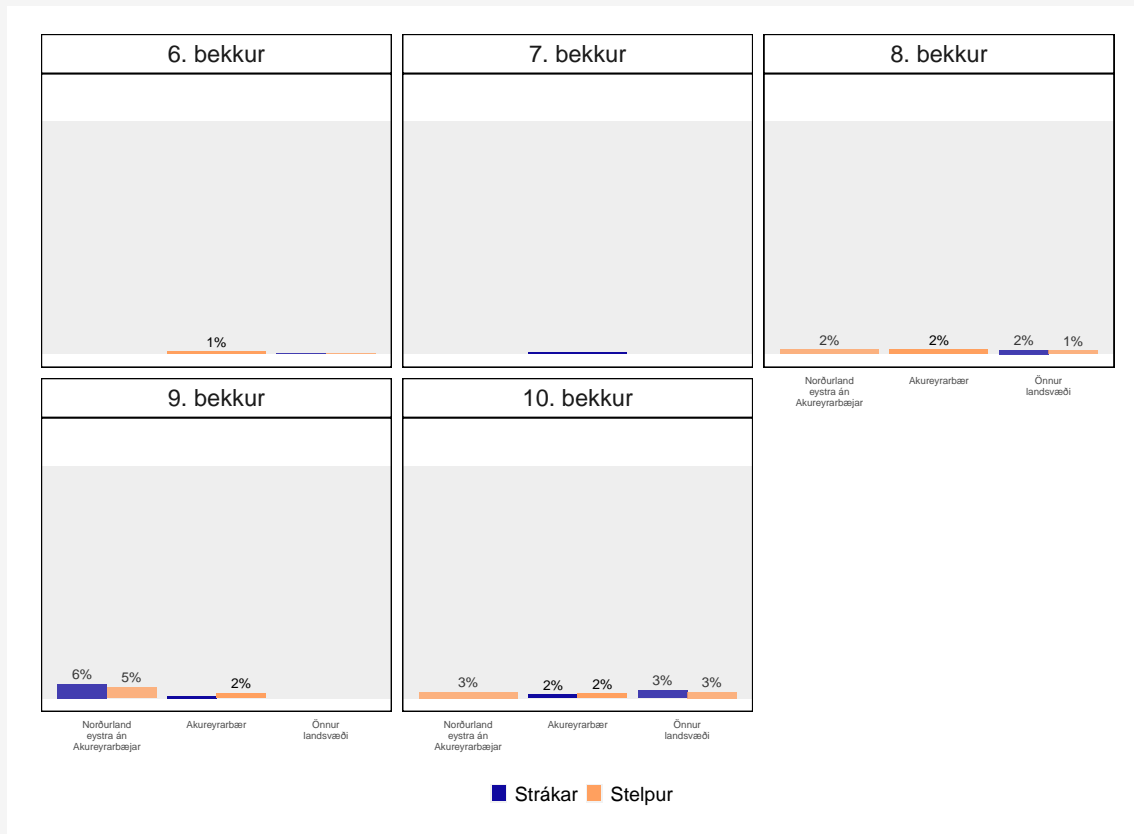 6. bekkur
7. bekkur
8. bekkur
1%
2%
2%
2%
1%
Norðurland
eystra án
Akureyrarbæjar
Akureyrarbær
Önnur
landsvæði
9. bekkur
10. bekkur
6%
5%
2%
3%
2%
2%
3%
3%
Norðurland
eystra án
Akureyrarbæjar
Akureyrarbær
Önnur
landsvæði
Norðurland
eystra án
Akureyrarbæjar
Akureyrarbær
Önnur
landsvæði
Strákar
Stelpur